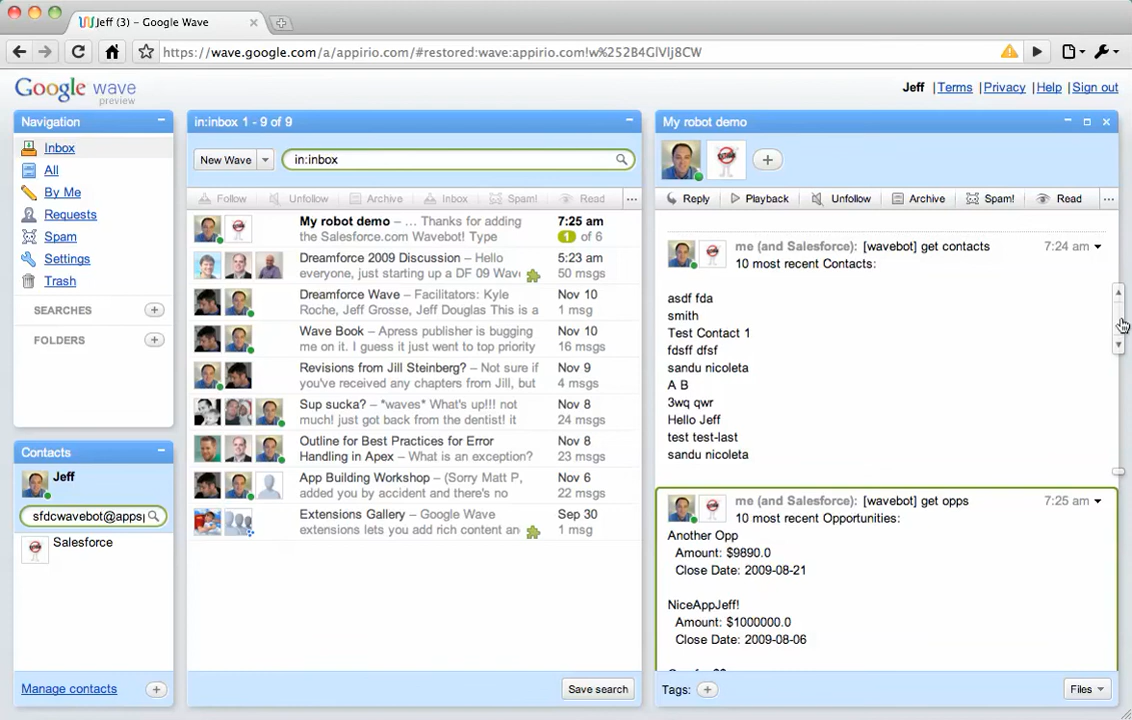 Jeff (3) - Google Wave
https://wave.google.com/a/appirio.com/#restored:wave:appirio.com!w%252B4GlVlj8CW
Google wave
preview
Jeff | Terms | Privacy | Help | Sign out
Navigation
Inbox
All
By Me
Requests
Spam
Settings
Trash
SEARCHES
FOLDERS
Contacts
Jeff
sfdcwavebot@apps
Salesforce
Manage contacts
in:inbox 1 - 9 of 9
New Wave
in:inbox
Follow Unfollow Archive Inbox Spam! Read ...
My robot demo – ... Thanks for adding 7:25 am
the Salesforce.com Wavebot! Type 1 of 6
Dreamforce 2009 Discussion – Hello 5:23 am
everyone, just starting up a DF 09 Wave 50 msgs
Dreamforce Wave – Facilitators: Kyle Nov 10
Roche, Jeff Grosse, Jeff Douglas This is a 1 msg
Wave Book – Apress publisher is bugging Nov 10
me on it. I guess it just went to top priority 16 msgs
Revisions from Jill Steinberg? – Not sure if Nov 9
you've received any chapters from Jill, but 4 msgs
Sup sucka? – *waves* What's up!!! not Nov 8
much! just got back from the dentist! it 24 msgs
Outline for Best Practices for Error Nov 8
Handling in Apex – What is an exception? 23 msgs
App Building Workshop – (Sorry Matt P, Nov 6
added you by accident and there's no 22 msgs
Extensions Gallery – Google Wave Sep 30
extensions lets you add rich content an 1 msg
Save search
My robot demo
Reply Playback Unfollow Archive Spam! Read ...
me (and Salesforce): [wavebot] get contacts 7:24 am
10 most recent Contacts:
asdf fda
smith
Test Contact 1
fdsff dfsf
sandu nicoleta
A B
3wq qwr
Hello Jeff
test test-last
sandu nicoleta
me (and Salesforce): [wavebot] get opps 7:25 am
10 most recent Opportunities:
Another Opp
Amount: $9890.0
Close Date: 2009-08-21
NiceAppJeff!
Amount: $1000000.0
Close Date: 2009-08-06
Tags:
Files